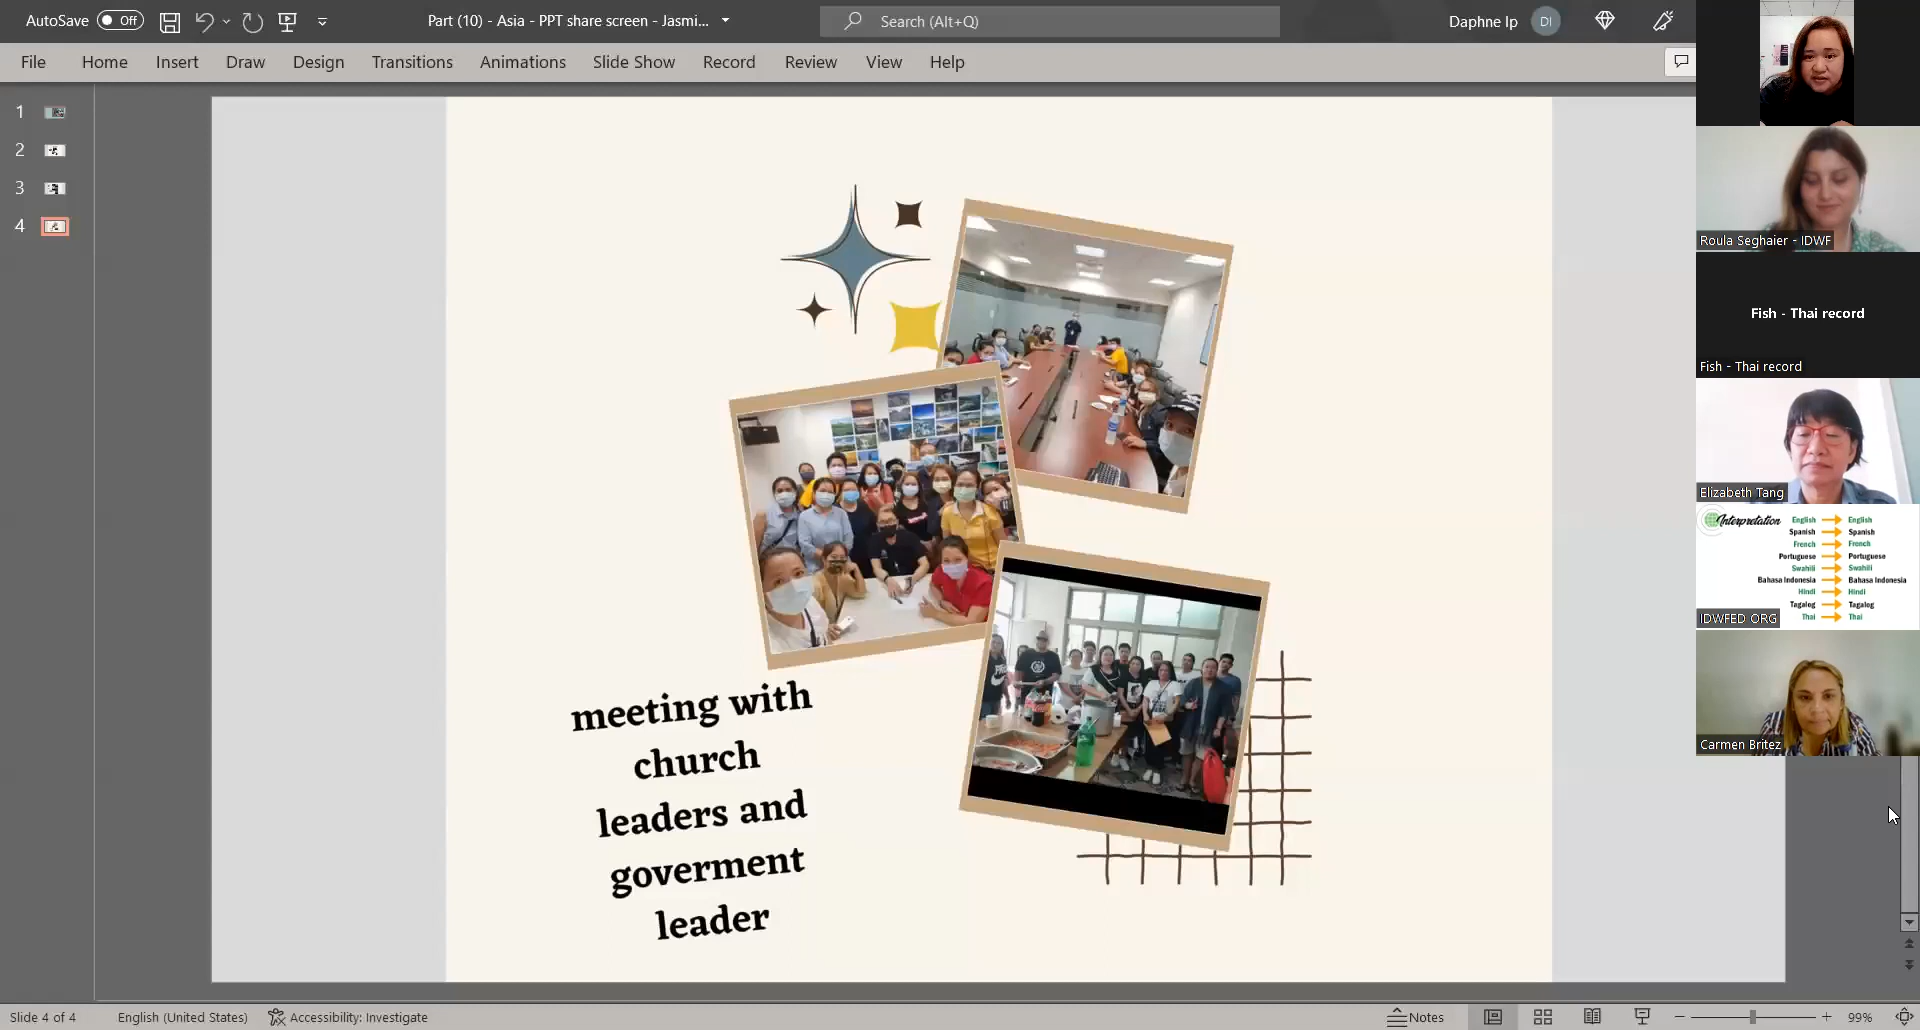 AutoSave Off
Part (10) - Asia - PPT share screen - Jasmi...
Search (Alt+Q)
Daphne Ip
DI
File Home Insert Draw Design Transitions Animations Slide Show Record Review View Help
1
2
3
4
meeting with
church
leaders and
goverment
leader
Roula Seghaier - IDWF
Fish - Thai record
Fish - Thai record
Elizabeth Tang
Interpretation
English English
Spanish Spanish
French French
Portuguese Portuguese
Swahili Swahili
Bahasa Indonesia Bahasa Indonesia
Hindi Hindi
Tagalog Tagalog
Thai Thai
IDWFED ORG
Carmen Britez
Slide 4 of 4 English (United States) Accessibility: Investigate Notes 99%